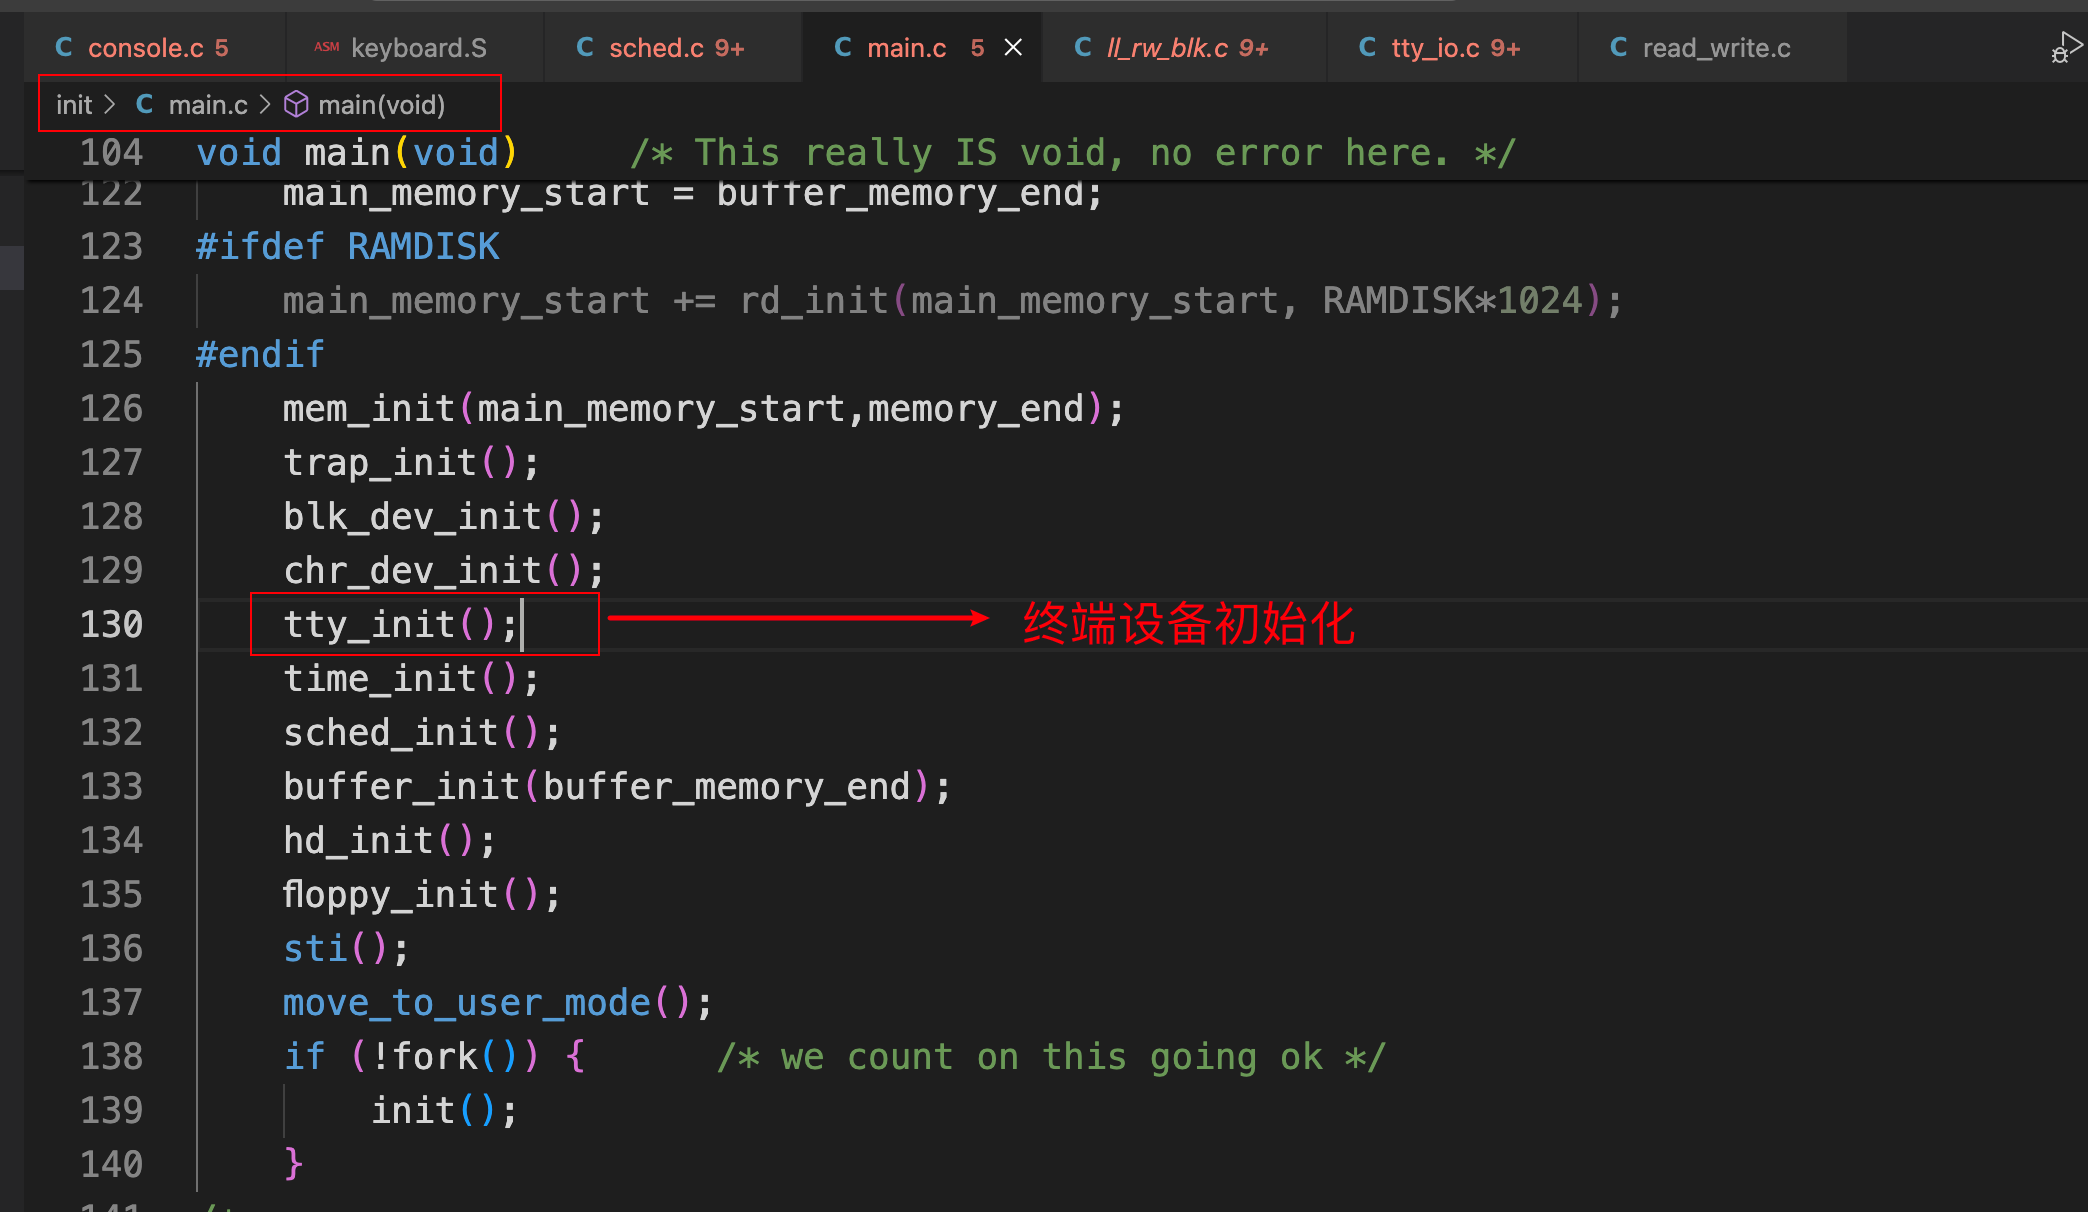 C console.c 5 ASM keyboard.S C sched.c 9+ C main.c 5 C ll_rw_blk.c 9+ C tty_io.c 9+ C read_write.c
init > C main.c > main(void)
104 void main(void) /* This really IS void, no error here. */
122 main_memory_start = buffer_memory_end;
123 #ifdef RAMDISK
124 main_memory_start += rd_init(main_memory_start, RAMDISK*1024);
125 #endif
126 mem_init(main_memory_start,memory_end);
127 trap_init();
128 blk_dev_init();
129 chr_dev_init();
130 tty_init(); 终端设备初始化
131 time_init();
132 sched_init();
133 buffer_init(buffer_memory_end);
134 hd_init();
135 floppy_init();
136 sti();
137 move_to_user_mode();
138 if (!fork()) { /* we count on this going ok */
139 init();
140 }